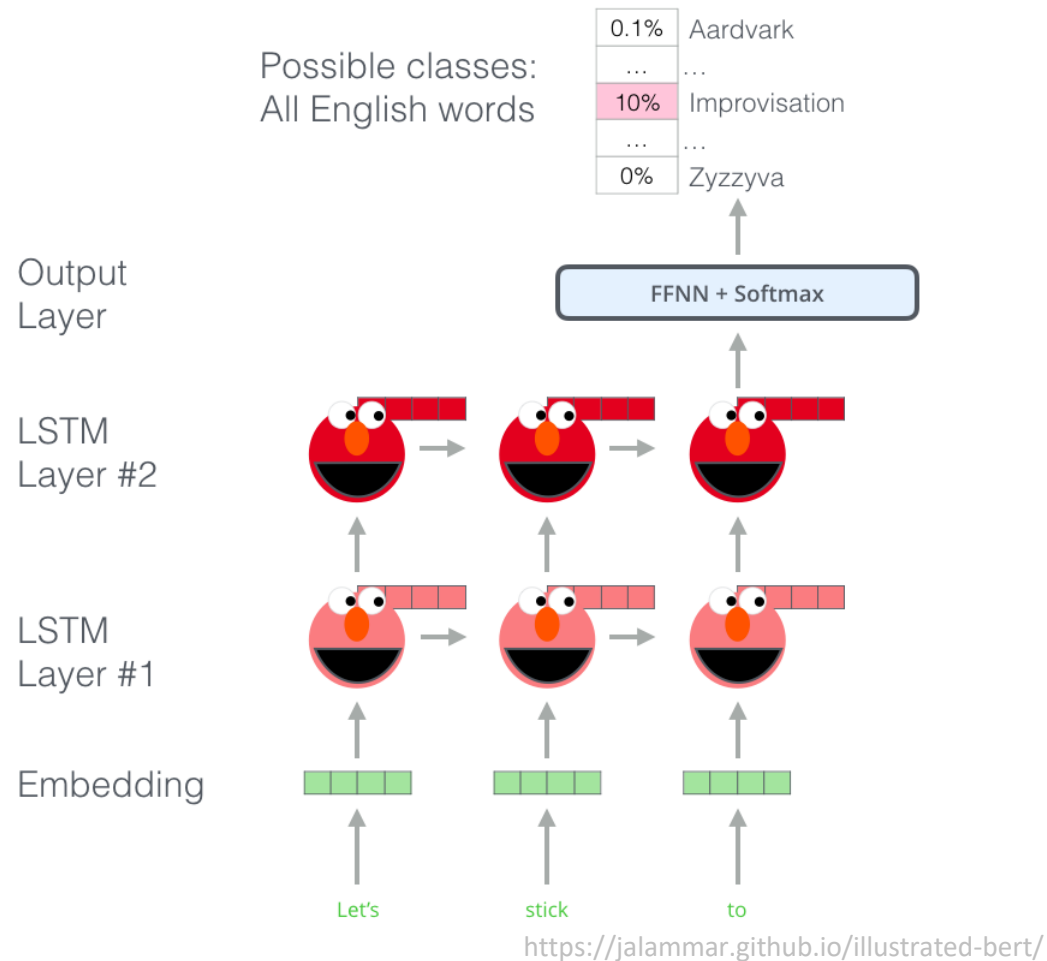 0.1% Aardvark
Possible classes:
... ...
All English words
10% Improvisation
... ...
0% Zyzzyva
Output
Layer
FFNN + Softmax
LSTM
Layer #2
LSTM
Layer #1
Embedding
Let's stick to
https://jalammar.github.io/illustrated-bert/